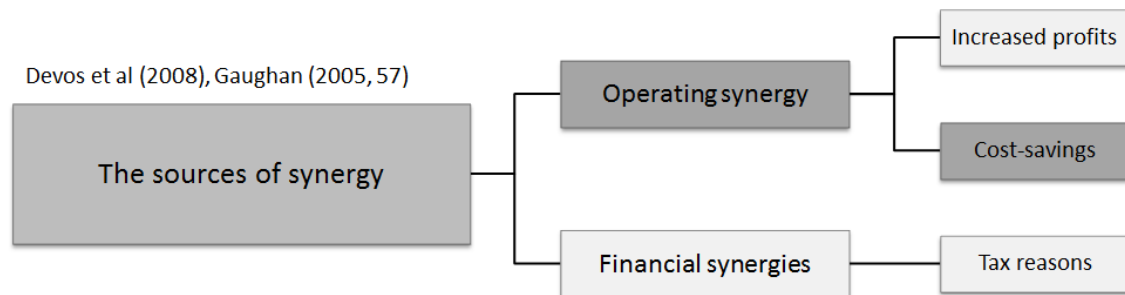 Devos et al (2008), Gaughan (2005, 57)
The sources of synergy
Operating synergy
Increased profits
Cost-savings
Financial synergies
Tax reasons